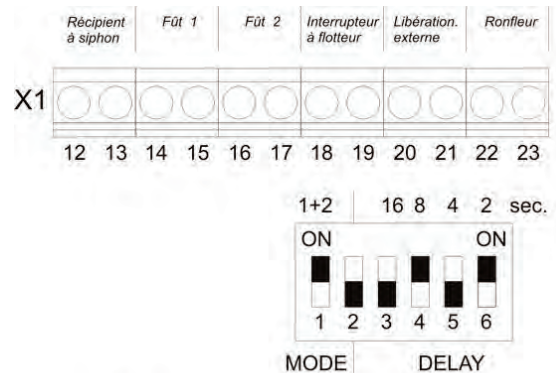 Récipient à siphon Fût 1 Fût 2 Interrupteur à flotteur Libération. externe Ronfleur
X1
12 13 14 15 16 17 18 19 20 21 22 23
1+2 16 8 4 2 sec.
ON ON
1 2 3 4 5 6
MODE DELAY